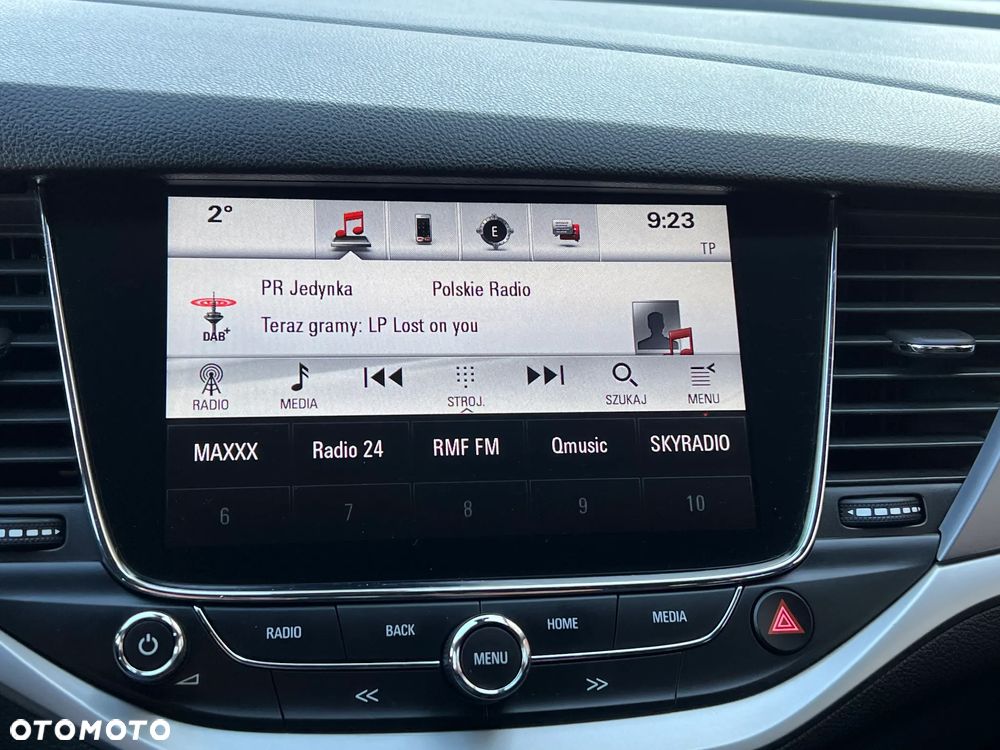 2°
E
9:23
TP
PR Jedynka Polskie Radio
DAB+
Teraz gramy: LP Lost on you
RADIO MEDIA STROJ. SZUKAJ MENU
MAXXX Radio 24 RMF FM Qmusic SKYRADIO
6 7 8 9 10
RADIO BACK MENU HOME MEDIA
OTOMOTO